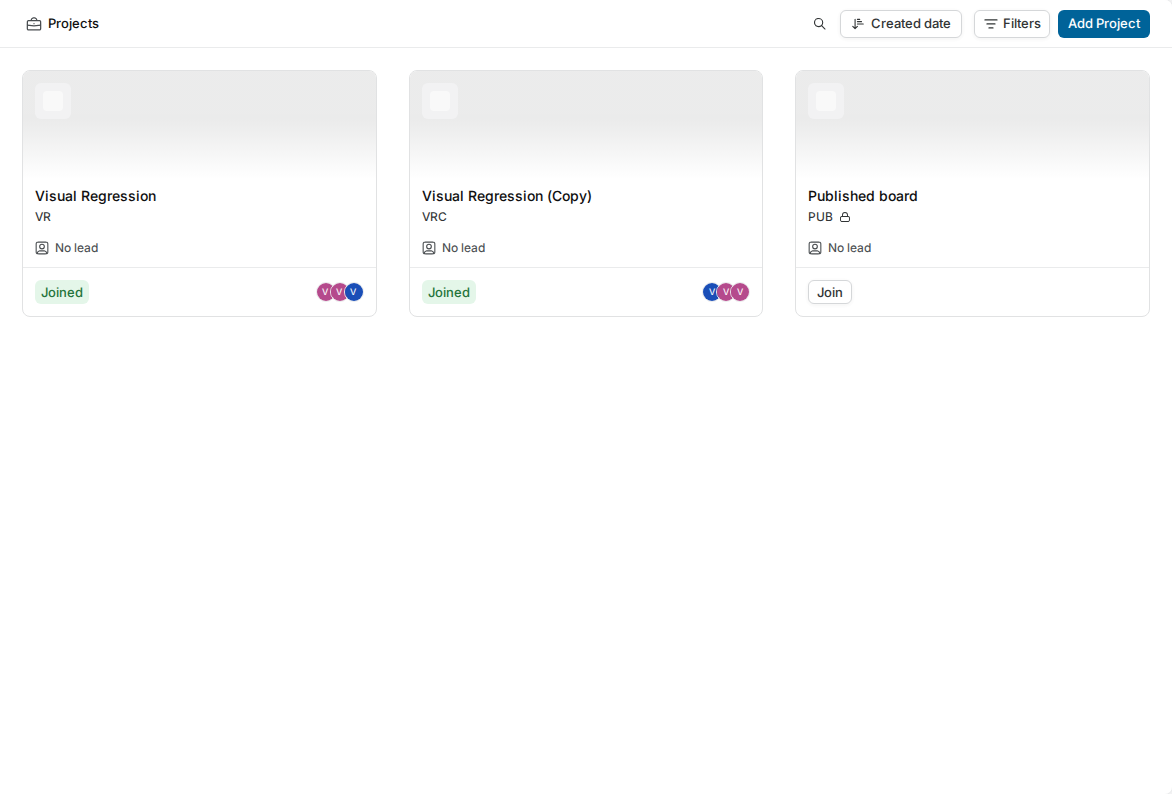 Projects
Created date
Filters
Add Project
Visual Regression
VR
No lead
Joined
V V V
Visual Regression (Copy)
VRC
No lead
Joined
V V V
Published board
PUB
No lead
Join